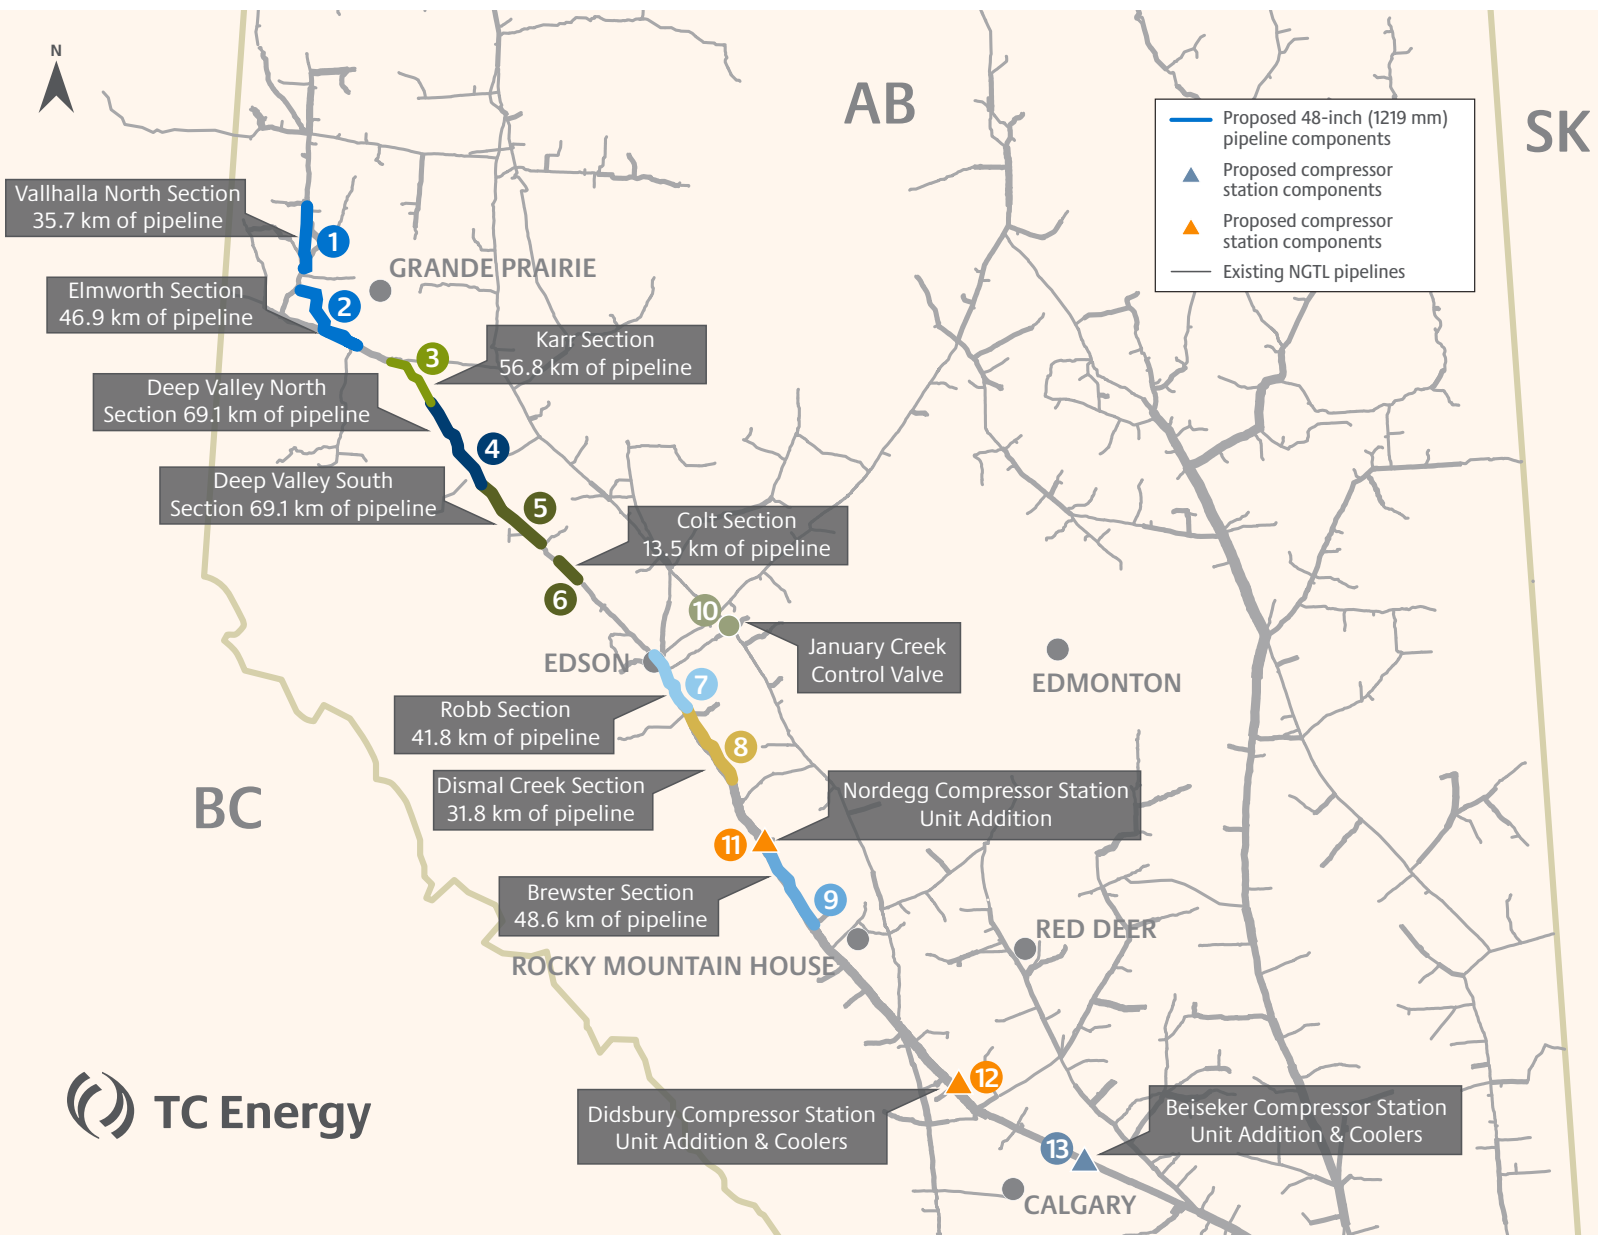 N
AB
SK
BC
Proposed 48-inch (1219 mm)
pipeline components
Proposed compressor
station components
Proposed compressor
station components
Existing NGTL pipelines
Vallhalla North Section
35.7 km of pipeline
1
GRANDE PRAIRIE
Elmworth Section
46.9 km of pipeline
2
Karr Section
56.8 km of pipeline
3
Deep Valley North
Section 69.1 km of pipeline
4
Deep Valley South
Section 69.1 km of pipeline
5
Colt Section
13.5 km of pipeline
6
10
January Creek
Control Valve
EDSON
EDMONTON
7
Robb Section
41.8 km of pipeline
8
Dismal Creek Section
31.8 km of pipeline
Nordegg Compressor Station
Unit Addition
11
Brewster Section
48.6 km of pipeline
9
RED DEER
ROCKY MOUNTAIN HOUSE
12
Didsbury Compressor Station
Unit Addition & Coolers
Beiseker Compressor Station
Unit Addition & Coolers
13
CALGARY
TC Energy